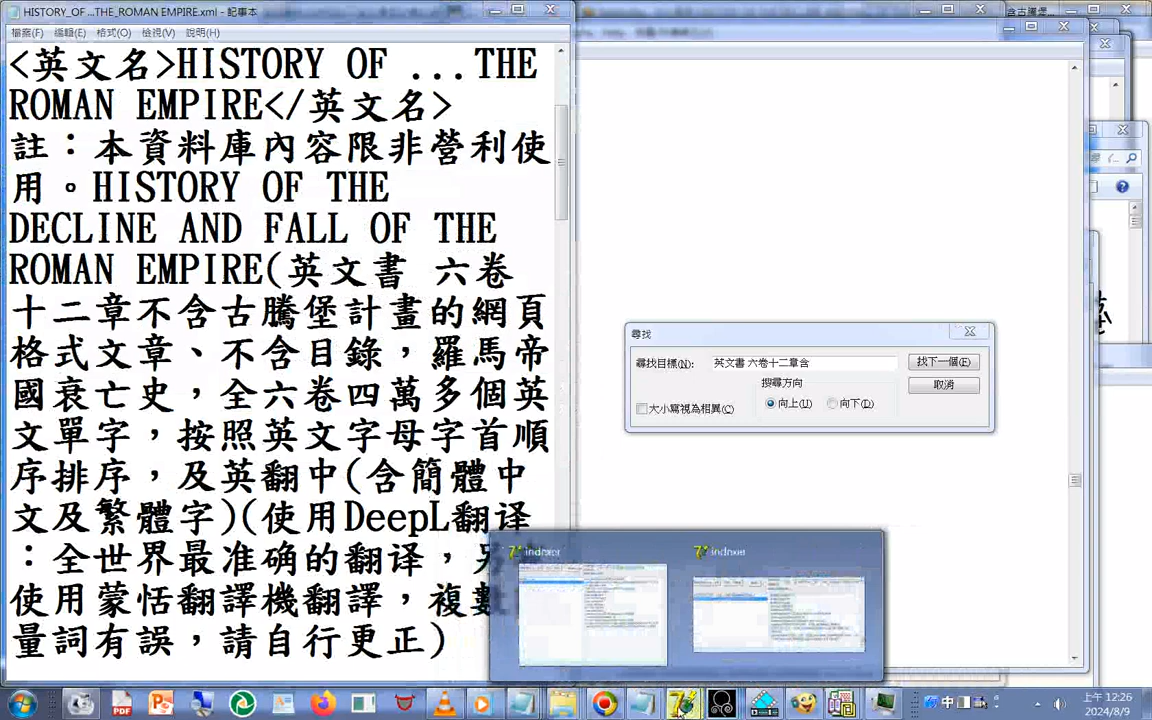 HISTORY_OF ...THE_ROMAN EMPIRE.xml - 記事本
檔案(F) 編輯(E) 格式(O) 檢視(V) 說明(H)
<英文名>HISTORY OF ...THE
ROMAN EMPIRE</英文名>
註：本資料庫內容限非營利使
用。HISTORY OF THE
DECLINE AND FALL OF THE
ROMAN EMPIRE(英文書 六卷
十二章不含古騰堡計畫的網頁
格式文章、不含目錄，羅馬帝
國衰亡史，全六卷四萬多個英
文單字，按照英文字母字首順
序排序，及英翻中(含簡體中
文及繁體字)(使用DeepL翻译
：全世界最准确的翻译，另
使用蒙恬翻譯機翻譯，複數
量詞有誤，請自行更正)
含古騰堡...
尋找
尋找目標(N): 英文書 六卷十二章含
找下一個(F)
搜尋方向
取消
大小寫視為相異(C)
向上(U) 向下(D)
indexer
indexer
中
上午 12:26
2024/8/9